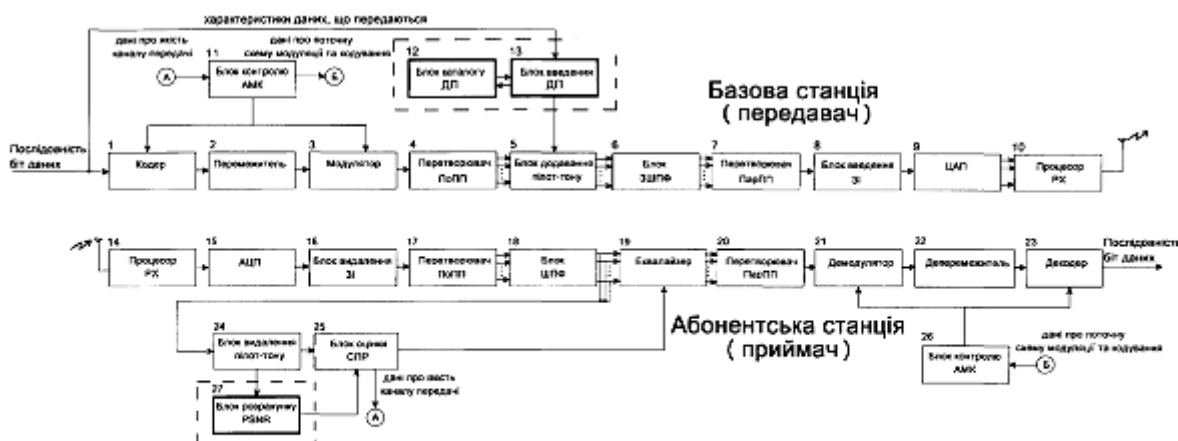 характеристики даних, що передаються
дані про якість
каналу передачі
11
дані про поточну
схему модуляції та кодування
А
Блок контролю
АМК
Б
12
Блок каталогу
ДП
13
Блок введення
ДП
Базова станція
( передавач)
Послідовність
біт даних
1
Кодер
2
Перемежитель
3
Модулятор
4
Перетворювач
ПоПП
5
Блок додавання
пілот-тону
6
Блок
ЗШПФ
7
Перетворювач
ПарПП
8
Блок введення
ЗІ
9
ЦАП
10
Процесор
РХ
14
Процесор
РХ
15
АЦП
16
Блок видалення
ЗІ
17
Перетворювач
ПоПП
18
Блок
ШПФ
19
Еквалайзер
20
Перетворювач
ПарПП
21
Демодулятор
22
Деперемежитель
23
Декодер
Послідовність
біт даних
24
Блок видалення
пілот-тону
25
Блок оцінки
СПР
Абонентська станція
( приймач)
26
Блок контролю
АМК
дані про поточну
схему модуляції та кодування
Б
27
Блок розрахунку
PSNR
дані про якість
каналу передачі
А